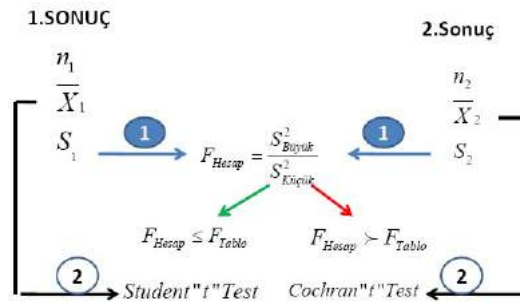 1.SONUÇ
2.Sonuç
n₁
X̅₁
S₁
1
F_Hesap = S²_Büyük / S²_Küçük
1
n₂
X̅₂
S₂
F_Hesap ≤ F_Tablo
F_Hesap ≻ F_Tablo
2
Student"t"Test
Cochran"t"Test
2